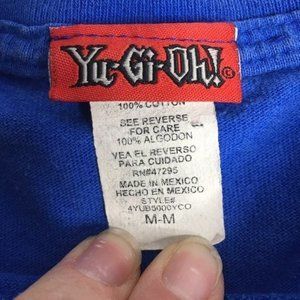 Yu-Gi-Oh! ©
100% COTTON
SEE REVERSE
FOR CARE
100% ALGODON
VEA EL REVERSO
PARA CUIDADO
RN#47295
MADE IN MEXICO
HECHO EN MEXICO
STYLE#
4YUB5000YCO
M-M